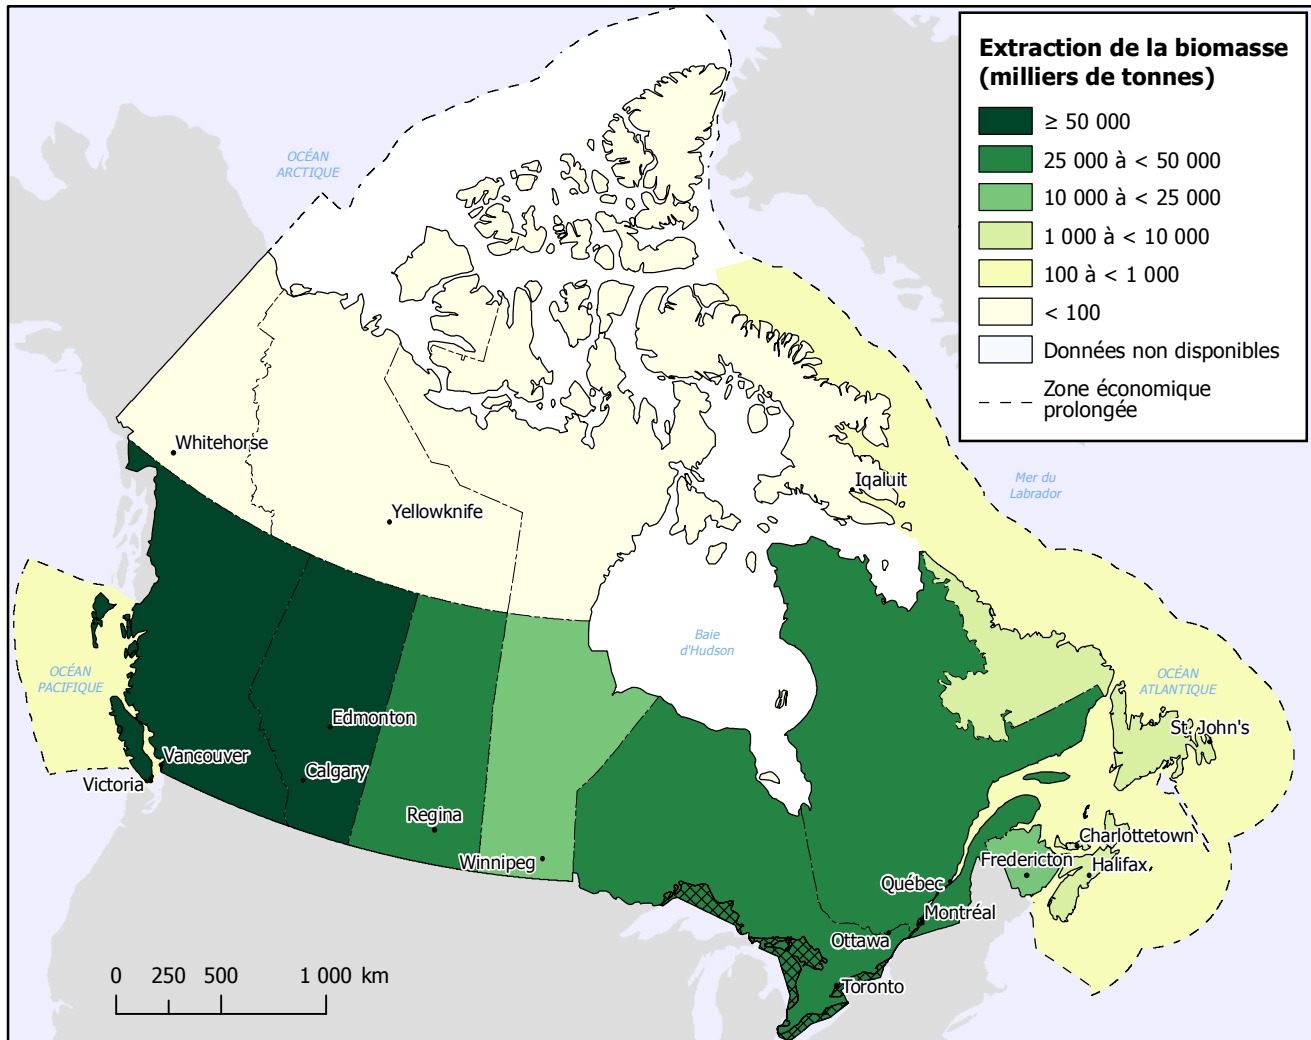 Extraction de la biomasse
(milliers de tonnes)
≥ 50 000
25 000 à < 50 000
10 000 à < 25 000
1 000 à < 10 000
100 à < 1 000
< 100
Données non disponibles
Zone économique
prolongée
OCÉAN
ARCTIQUE
Whitehorse
Yellowknife
Iqaluit
Mer du
Labrador
Baie
d'Hudson
OCÉAN
PACIFIQUE
OCÉAN
ATLANTIQUE
Edmonton
St. John's
Vancouver
Victoria
Calgary
Regina
Winnipeg
Charlottetown
Fredericton
Halifax
Québec
Montréal
Ottawa
Toronto
0 250 500 1 000 km